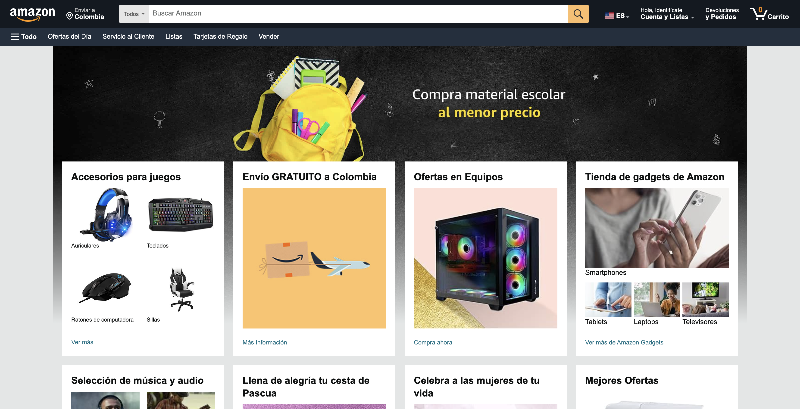 amazon
Enviar a
Colombia
Todos
Buscar Amazon
ES
Hola, Identifícate
Cuenta y Listas
Devoluciones
y Pedidos
0
Carrito
Todo
Ofertas del Día
Servicio al Cliente
Listas
Tarjetas de Regalo
Vender
Compra material escolar
al menor precio
Accesorios para juegos
Auriculares
Teclados
Ratones de computadora
Sillas
Ver más
Envío GRATUITO a Colombia
Más información
Ofertas en Equipos
Compra ahora
Tienda de gadgets de Amazon
Smartphones
Tablets
Laptops
Televisores
Ver más de Amazon Gadgets
Selección de música y audio
Llena de alegría tu cesta de
Pascua
Celebra a las mujeres de tu
vida
Mejores Ofertas